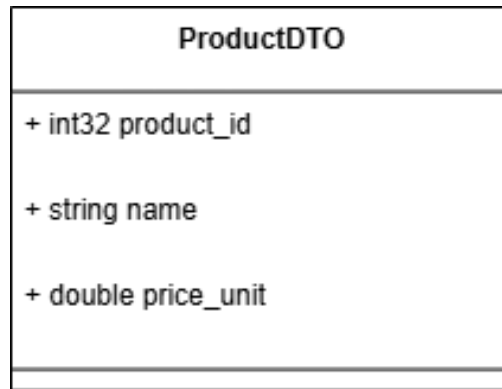 ProductDTO
+ int32 product_id
+ string name
+ double price_unit